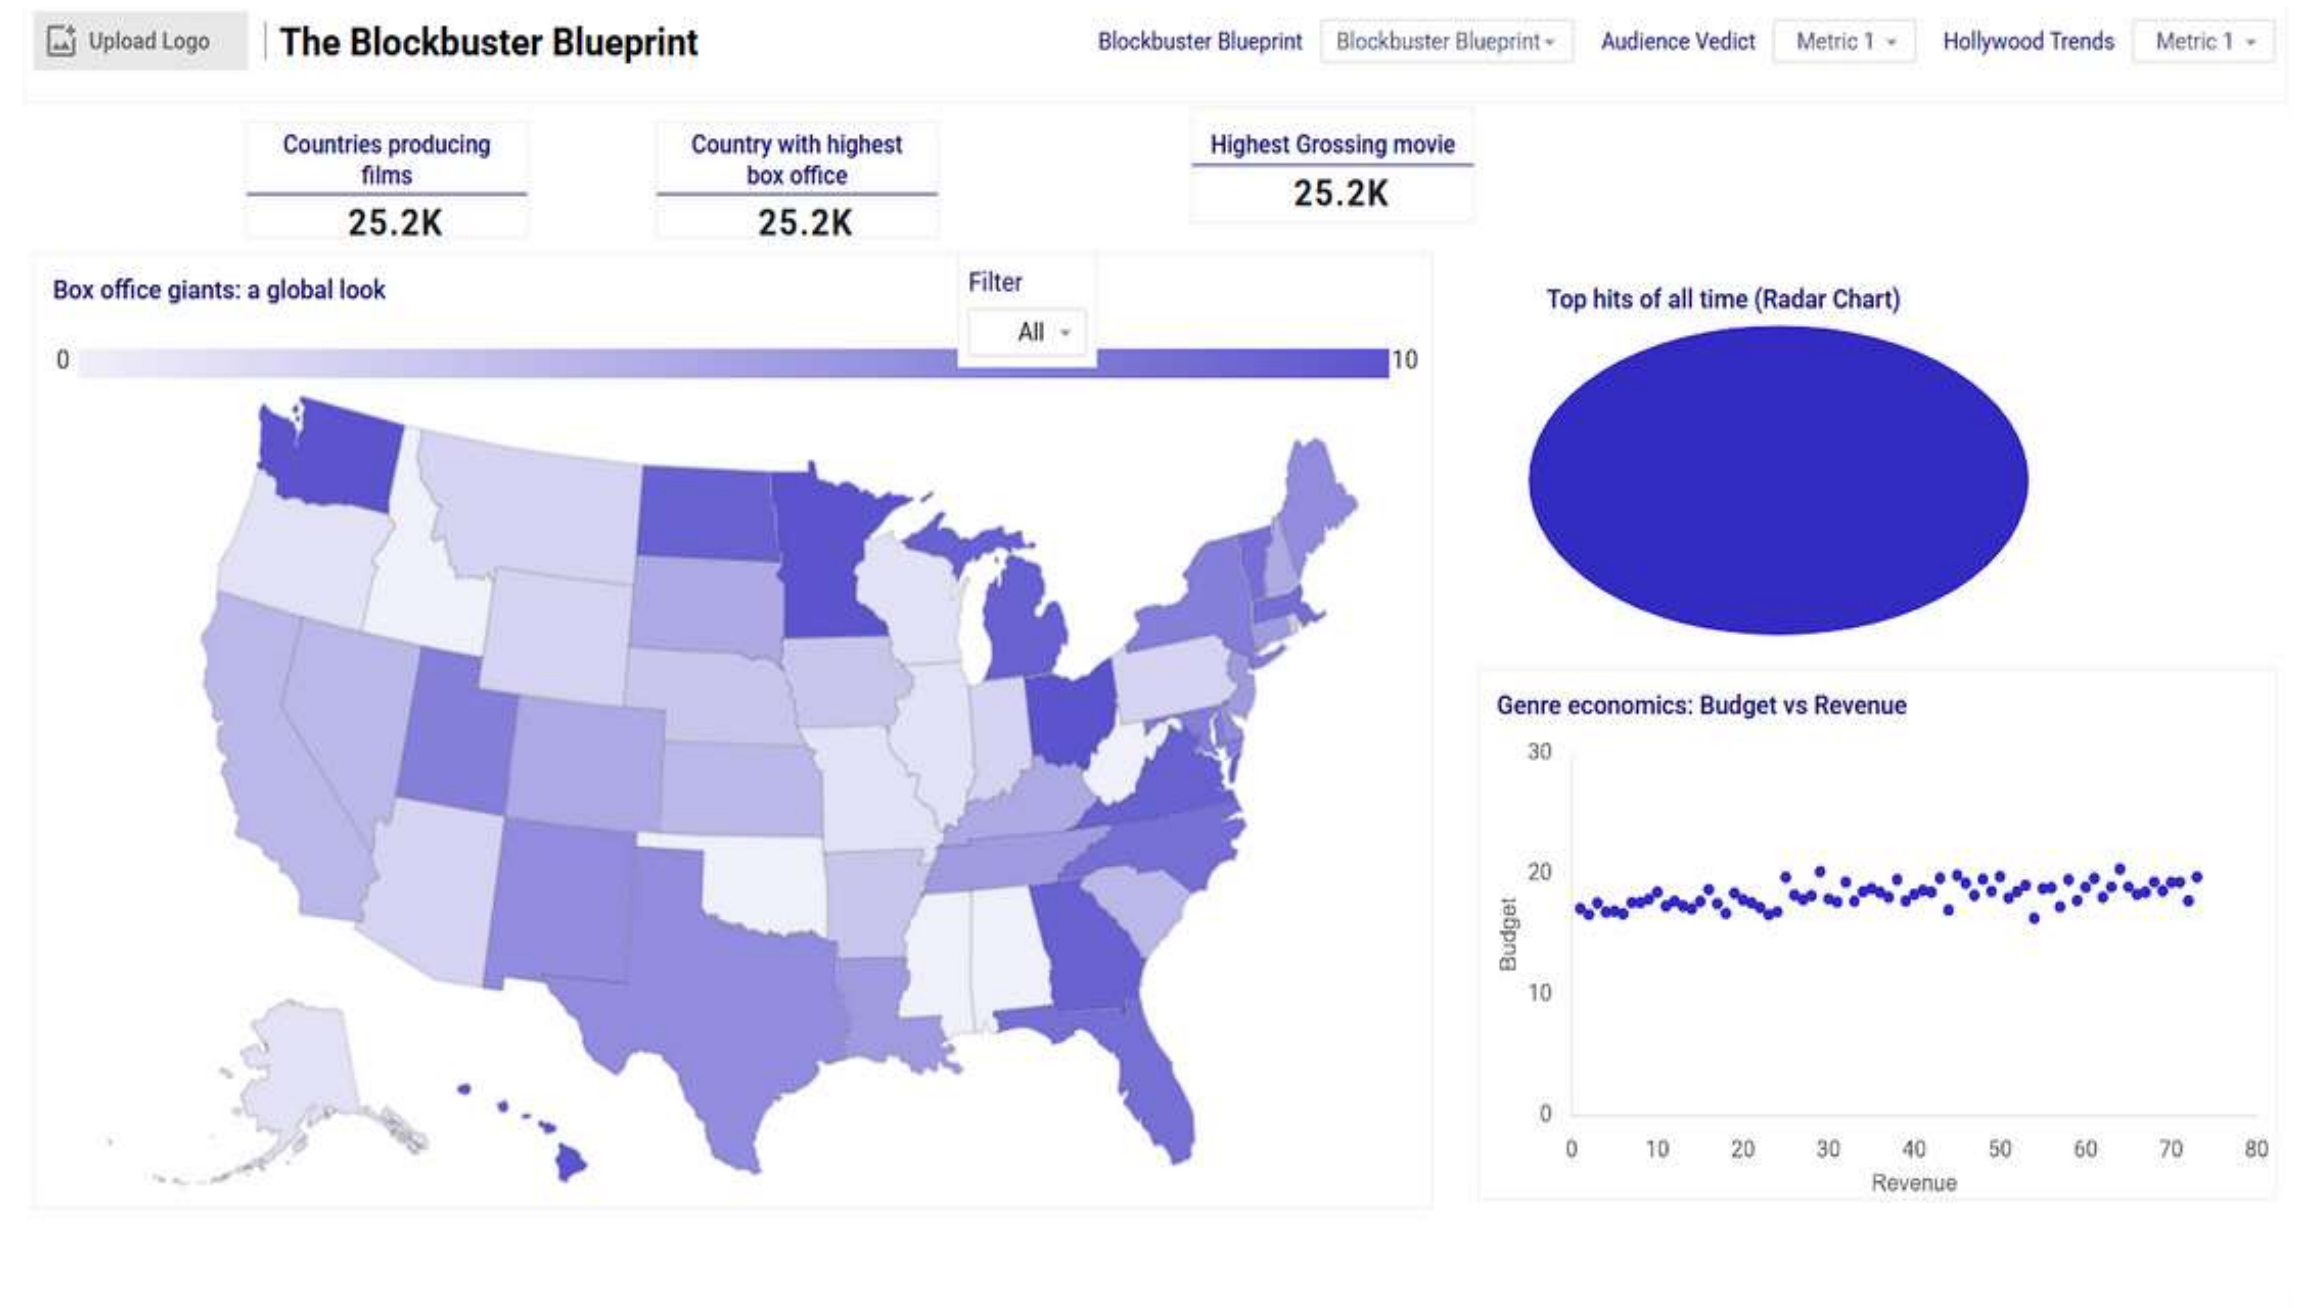 Upload Logo
The Blockbuster Blueprint
Blockbuster Blueprint
Blockbuster Blueprint
Audience Vedict
Metric 1
Hollywood Trends
Metric 1
Countries producing
films
25.2K
Country with highest
box office
25.2K
Highest Grossing movie
25.2K
Box office giants: a global look
Filter
All
0
10
Top hits of all time (Radar Chart)
Genre economics: Budget vs Revenue
30
20
10
0
Budget
0 10 20 30 40 50 60 70 80
Revenue